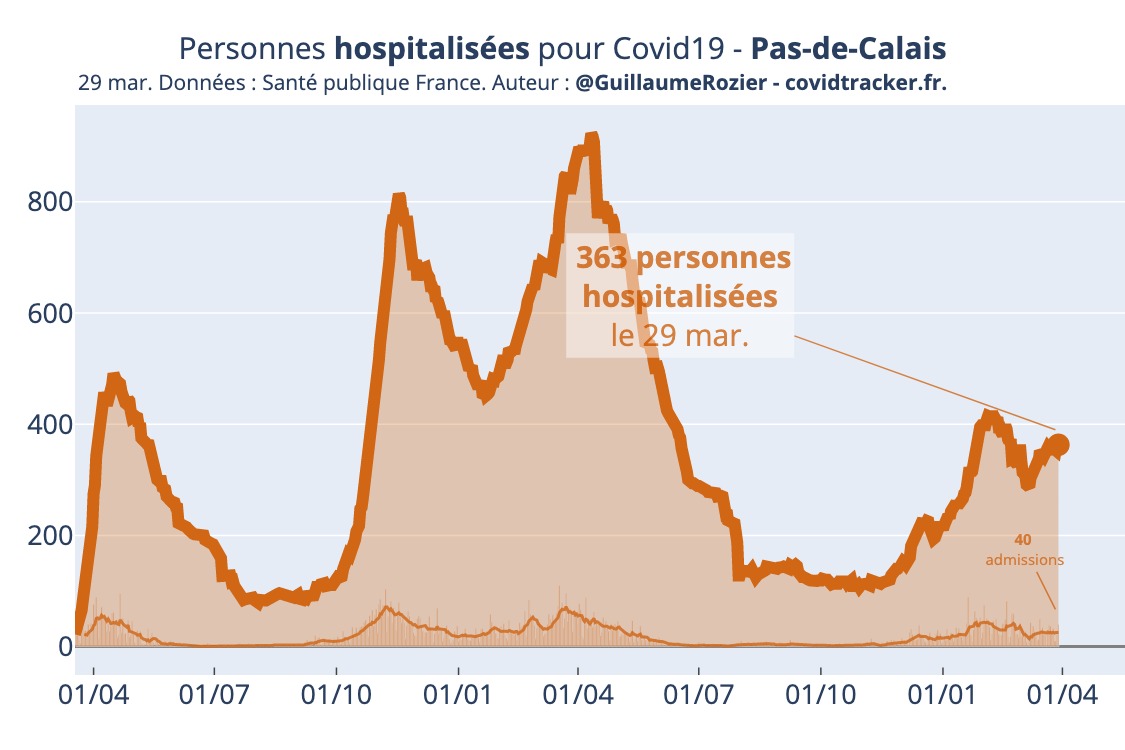 Personnes hospitalisées pour Covid19 - Pas-de-Calais
29 mar. Données : Santé publique France. Auteur : @GuillaumeRozier - covidtracker.fr.
800
600
400
200
0
363 personnes
hospitalisées
le 29 mar.
40
admissions
01/04
01/07
01/10
01/01
01/04
01/07
01/10
01/01
01/04